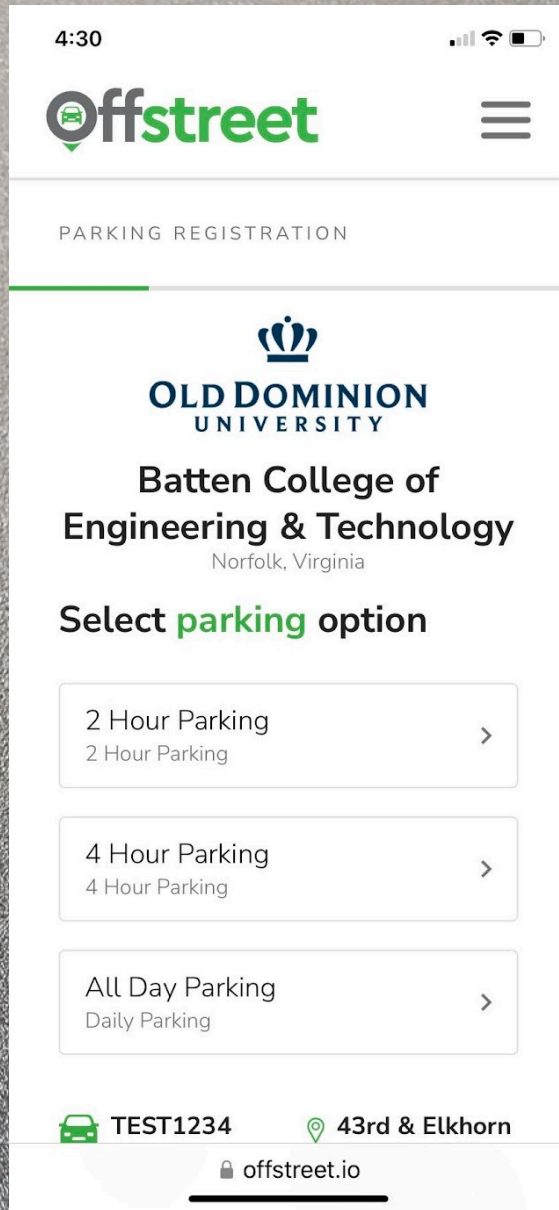 4:30
Offstreet
PARKING REGISTRATION
OLD DOMINION
UNIVERSITY
Batten College of
Engineering & Technology
Norfolk, Virginia
Select parking option
2 Hour Parking
2 Hour Parking
4 Hour Parking
4 Hour Parking
All Day Parking
Daily Parking
TEST1234 43rd & Elkhorn
offstreet.io